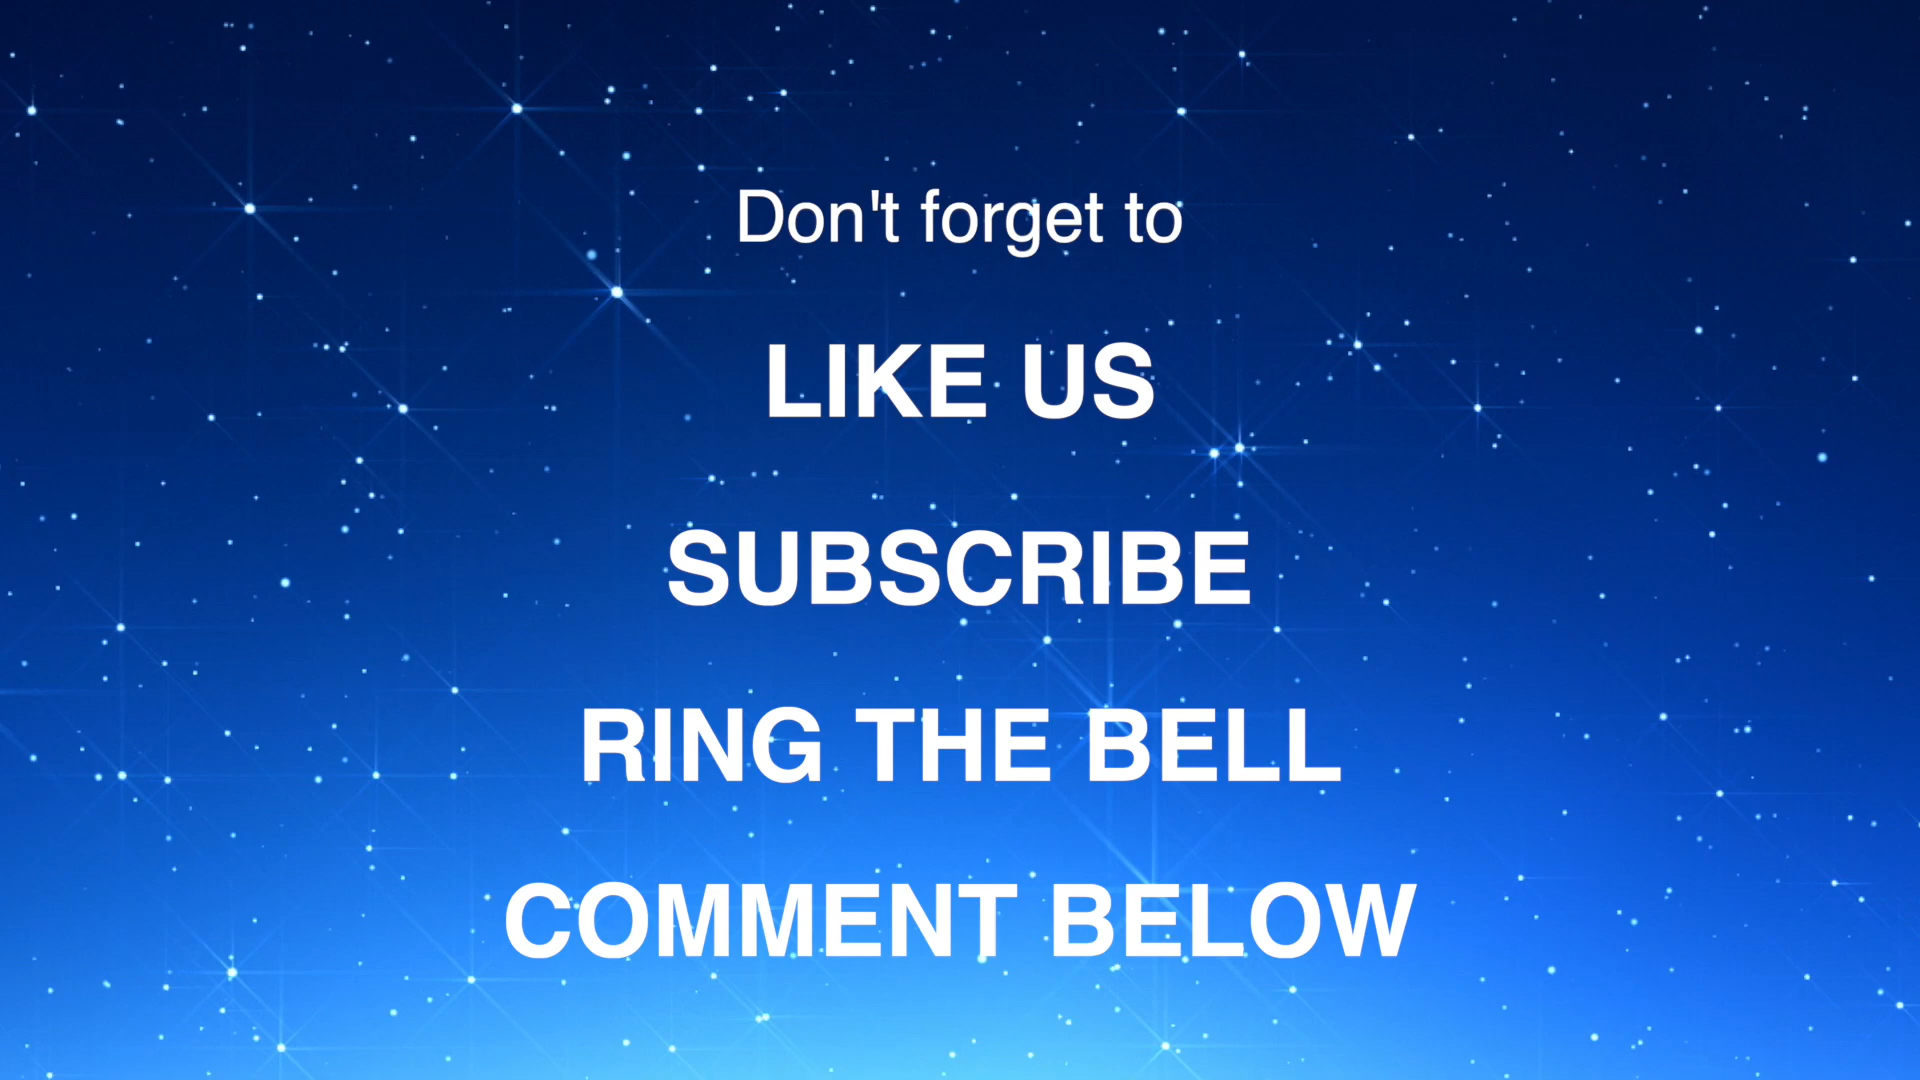 Don't forget to
LIKE US
SUBSCRIBE
RING THE BELL
COMMENT BELOW